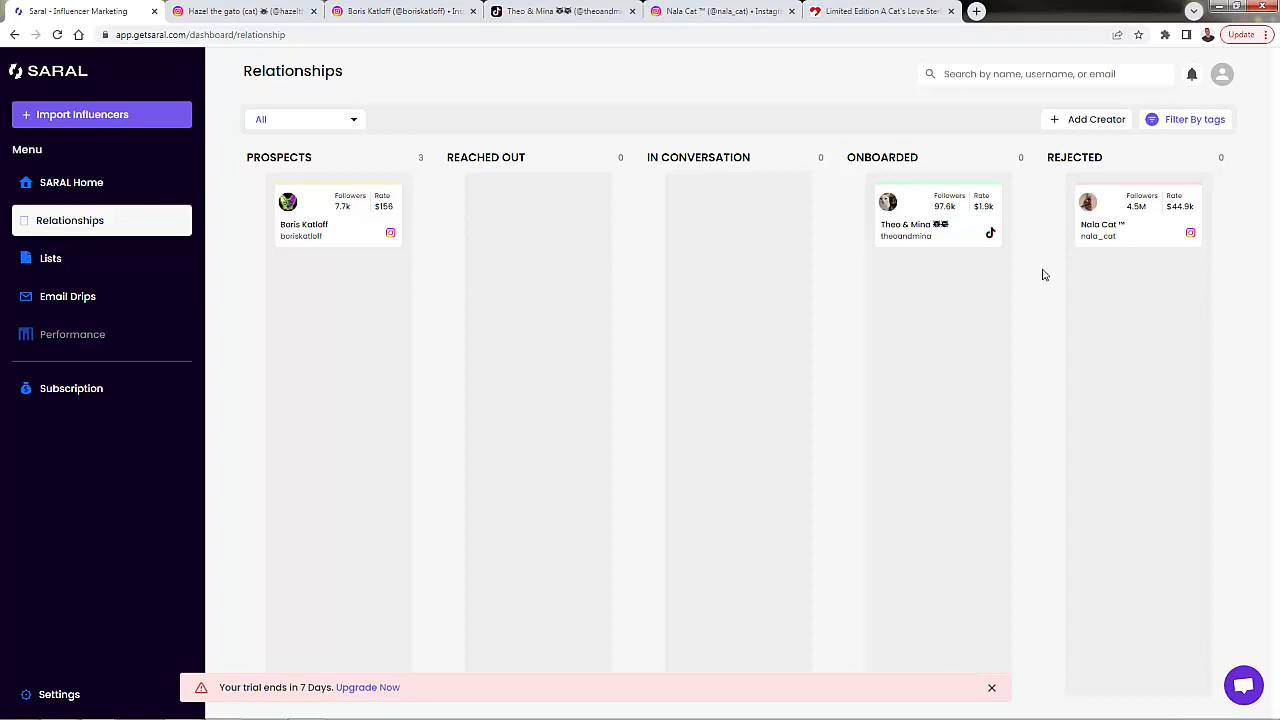 Saral - Influencer Marketing
Hazel the gato (cat)
Boris Katloff (@boriskatloff) • Ins
Theo & Mina
Nala Cat ™ (@nala_cat) • Instagra
Limited Edition A Cat's Love Ster
app.getsaral.com/dashboard/relationship
Update
SARAL
Relationships
Search by name, username, or email
+ Import Influencers
All
+ Add Creator
Filter By tags
Menu
PROSPECTS 3
REACHED OUT 0
IN CONVERSATION 0
ONBOARDED 0
REJECTED 0
SARAL Home
Relationships
Lists
Email Drips
Performance
Subscription
Settings
Followers Rate
7.7k $156
Boris Katloff
boriskatloff
Followers Rate
97.6k $1.9k
Theo & Mina
theoandmina
Followers Rate
4.5M $44.9k
Nala Cat ™
nala_cat
Your trial ends in 7 Days. Upgrade Now